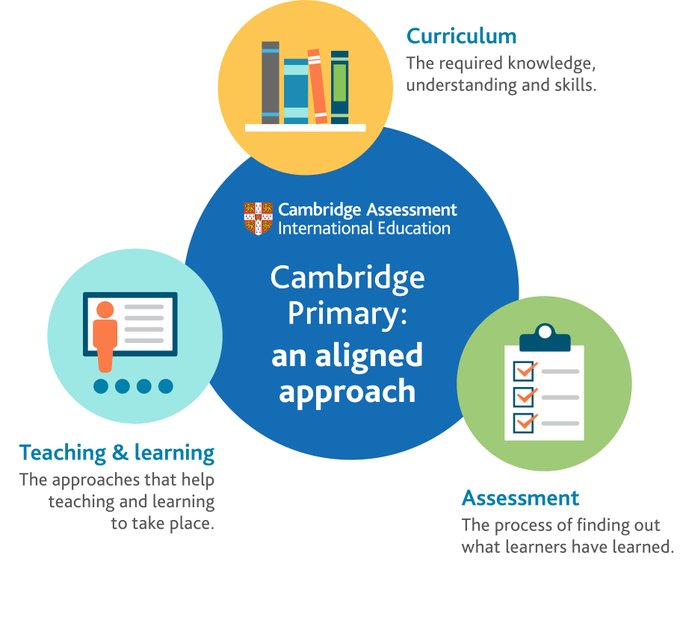 Curriculum
The required knowledge,
understanding and skills.
Cambridge Assessment
International Education
Cambridge
Primary:
an aligned
approach
Teaching & learning
The approaches that help
teaching and learning
to take place.
Assessment
The process of finding out
what learners have learned.